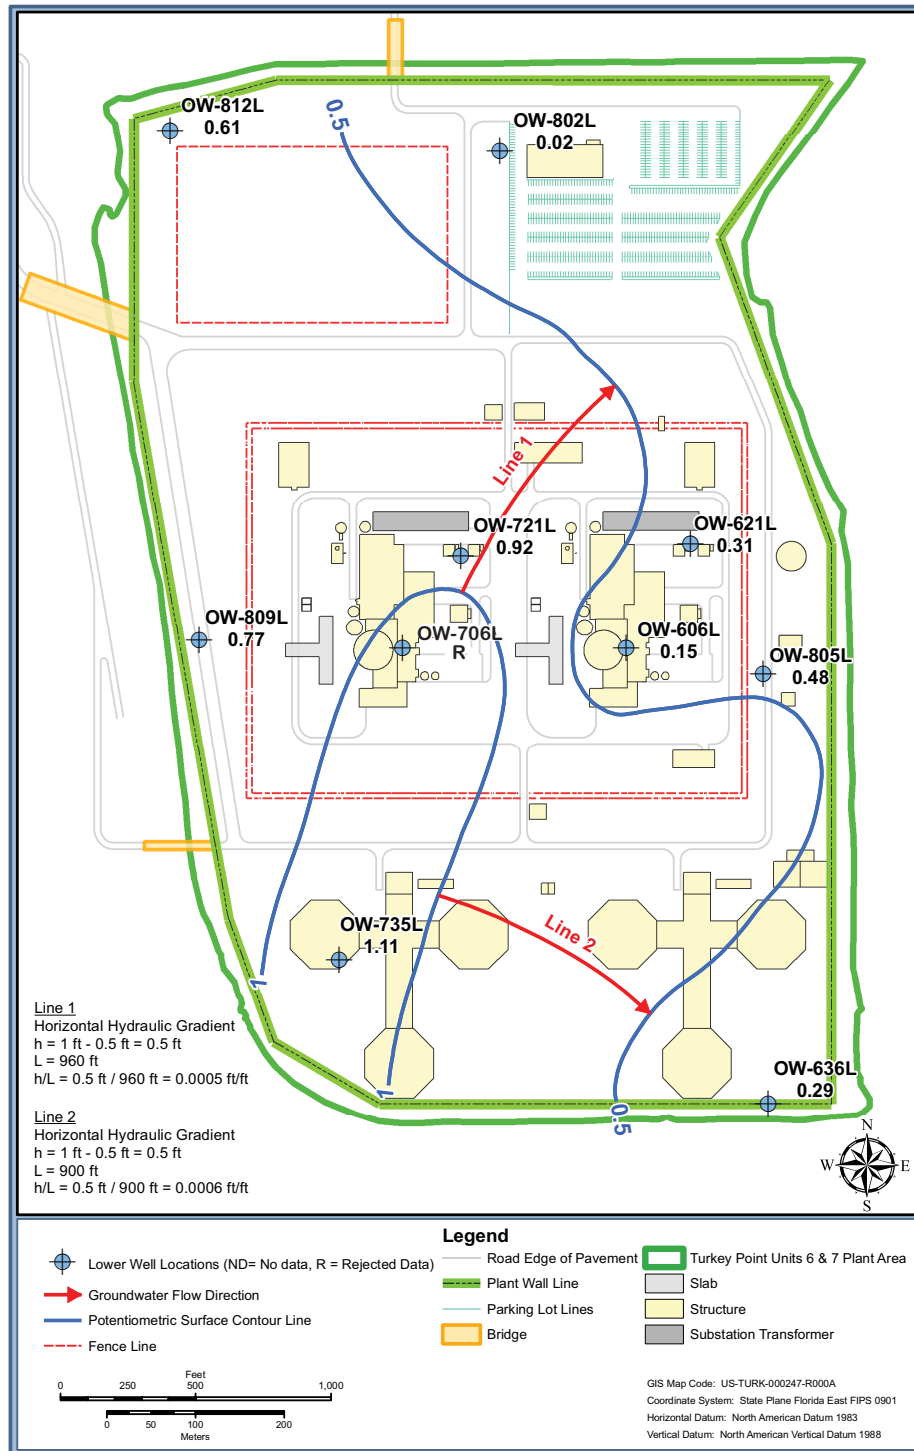 OW-812L
0.61
0.5
OW-802L
0.02
Line 1
OW-721L
0.92
OW-621L
0.31
OW-809L
0.77
OW-706L
R
OW-606L
0.15
OW-805L
0.48
OW-735L
1.11
Line 2
1
1
0.5
OW-636L
0.29
Line 1
Horizontal Hydraulic Gradient
h = 1 ft - 0.5 ft = 0.5 ft
L = 960 ft
h/L = 0.5 ft / 960 ft = 0.0005 ft/ft
Line 2
Horizontal Hydraulic Gradient
h = 1 ft - 0.5 ft = 0.5 ft
L = 900 ft
h/L = 0.5 ft / 900 ft = 0.0006 ft/ft
N
W E
S
Legend
Lower Well Locations (ND= No data, R = Rejected Data)
Groundwater Flow Direction
Potentiometric Surface Contour Line
Fence Line
Road Edge of Pavement
Plant Wall Line
Parking Lot Lines
Bridge
Turkey Point Units 6 & 7 Plant Area
Slab
Structure
Substation Transformer
Feet
0 250 500 1,000
0 50 100 200
Meters
GIS Map Code: US-TURK-000247-R000A
Coordinate System: State Plane Florida East FIPS 0901
Horizontal Datum: North American Datum 1983
Vertical Datum: North American Vertical Datum 1988